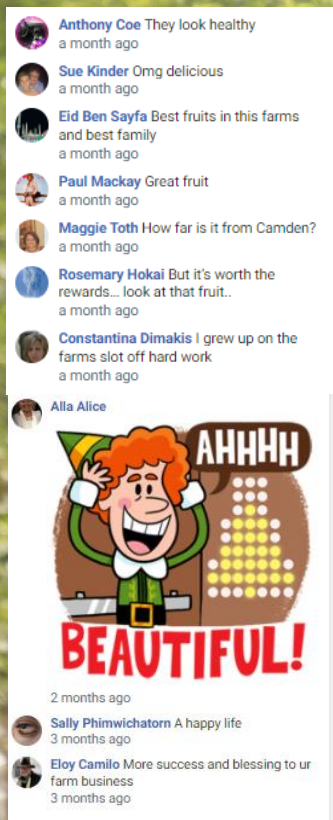 Anthony Coe They look healthy
a month ago
Sue Kinder Omg delicious
a month ago
Eid Ben Sayfa Best fruits in this farms
and best family
a month ago
Paul Mackay Great fruit
a month ago
Maggie Toth How far is it from Camden?
a month ago
Rosemary Hokai But it's worth the
rewards... look at that fruit..
a month ago
Constantina Dimakis I grew up on the
farms slot off hard work
a month ago
Alla Alice
AHHHH
BEAUTIFUL!
2 months ago
Sally Phimwichatorn A happy life
3 months ago
Eloy Camilo More success and blessing to ur
farm business
3 months ago